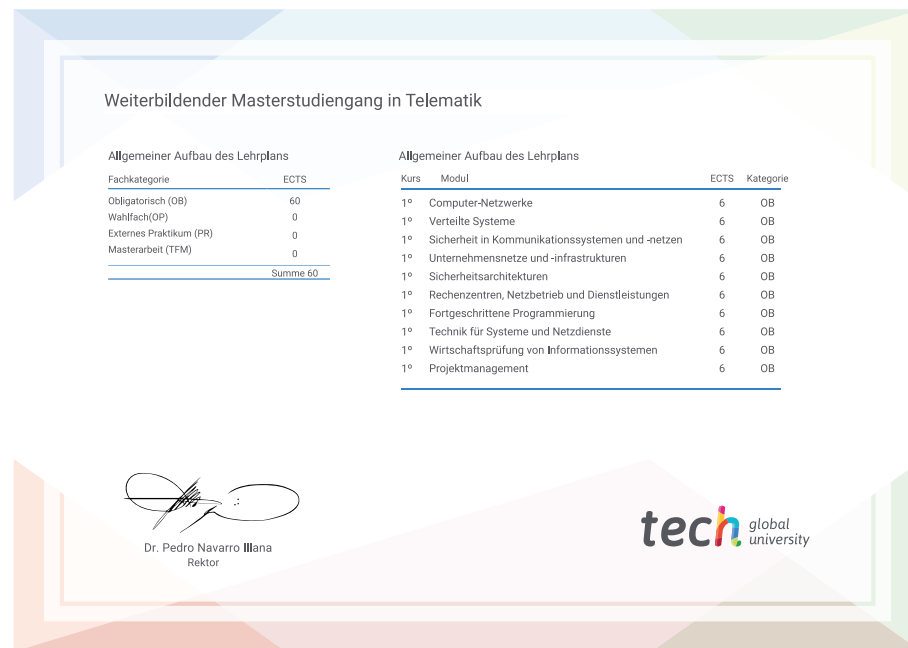 Weiterbildender Masterstudiengang in Telematik
Allgemeiner Aufbau des Lehrplans
Fachkategorie ECTS
Obligatorisch (OB) 60
Wahlfach(OP) 0
Externes Praktikum (PR) 0
Masterarbeit (TFM) 0
Summe 60
Allgemeiner Aufbau des Lehrplans
Kurs Modul ECTS Kategorie
1º Computer-Netzwerke 6 OB
1º Verteilte Systeme 6 OB
1º Sicherheit in Kommunikationssystemen und -netzen 6 OB
1º Unternehmensnetze und -infrastrukturen 6 OB
1º Sicherheitsarchitekturen 6 OB
1º Rechenzentren, Netzbetrieb und Dienstleistungen 6 OB
1º Fortgeschrittene Programmierung 6 OB
1º Technik für Systeme und Netzdienste 6 OB
1º Wirtschaftsprüfung von Informationssystemen 6 OB
1º Projektmanagement 6 OB
Dr. Pedro Navarro Illana
Rektor
tech global
university